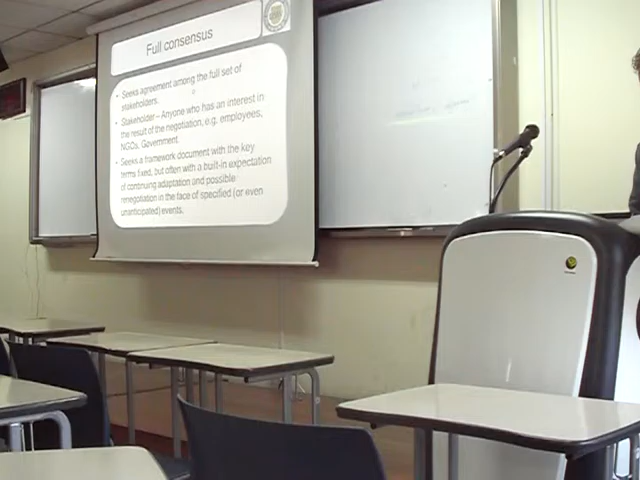 Full consensus
• Seeks agreement among the full set of
stakeholders.
• Stakeholder – Anyone who has an interest in
the result of the negotiation, e.g. employees,
NGCs, Government.
• Seeks a framework document with the key
terms fixed, but often with a built-in expectation
of continuing adaptation and possible
renegotiation in the face of specified (or even
unanticipated) events.